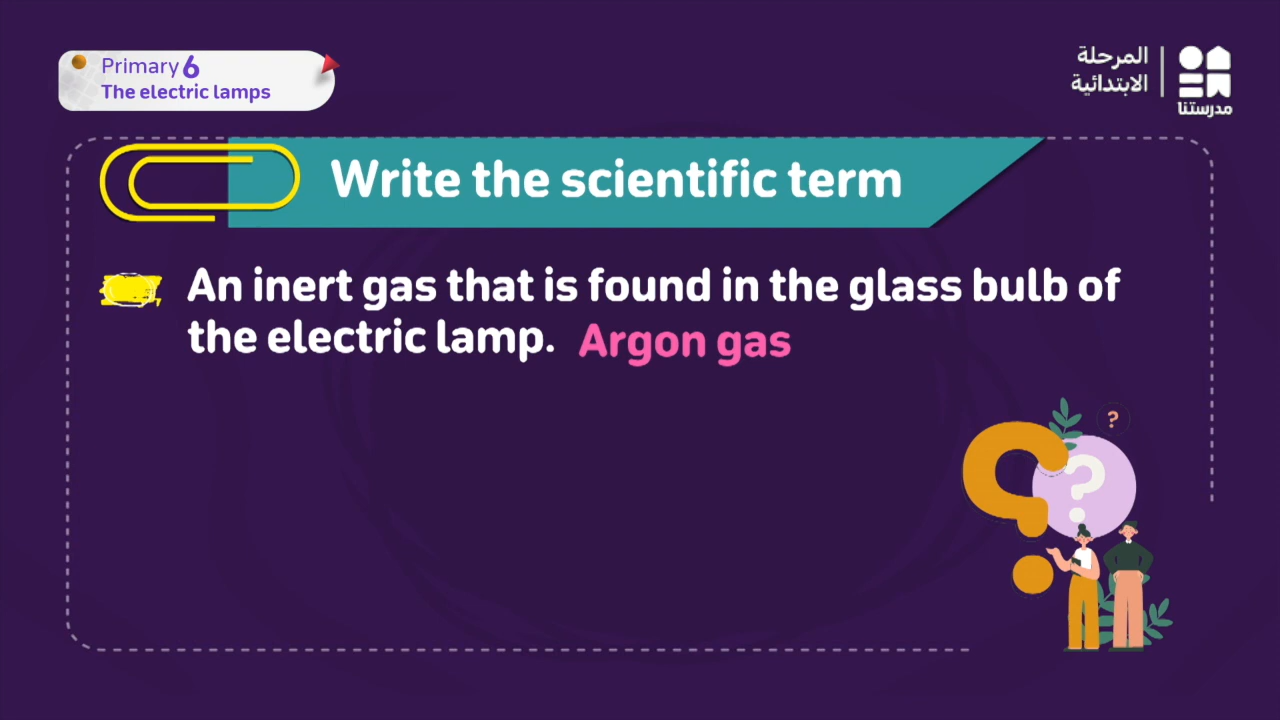 Primary 6
The electric lamps
المرحلة
الابتدائية
مدرستنا
Write the scientific term
An inert gas that is found in the glass bulb of
the electric lamp. Argon gas
?
?
؟